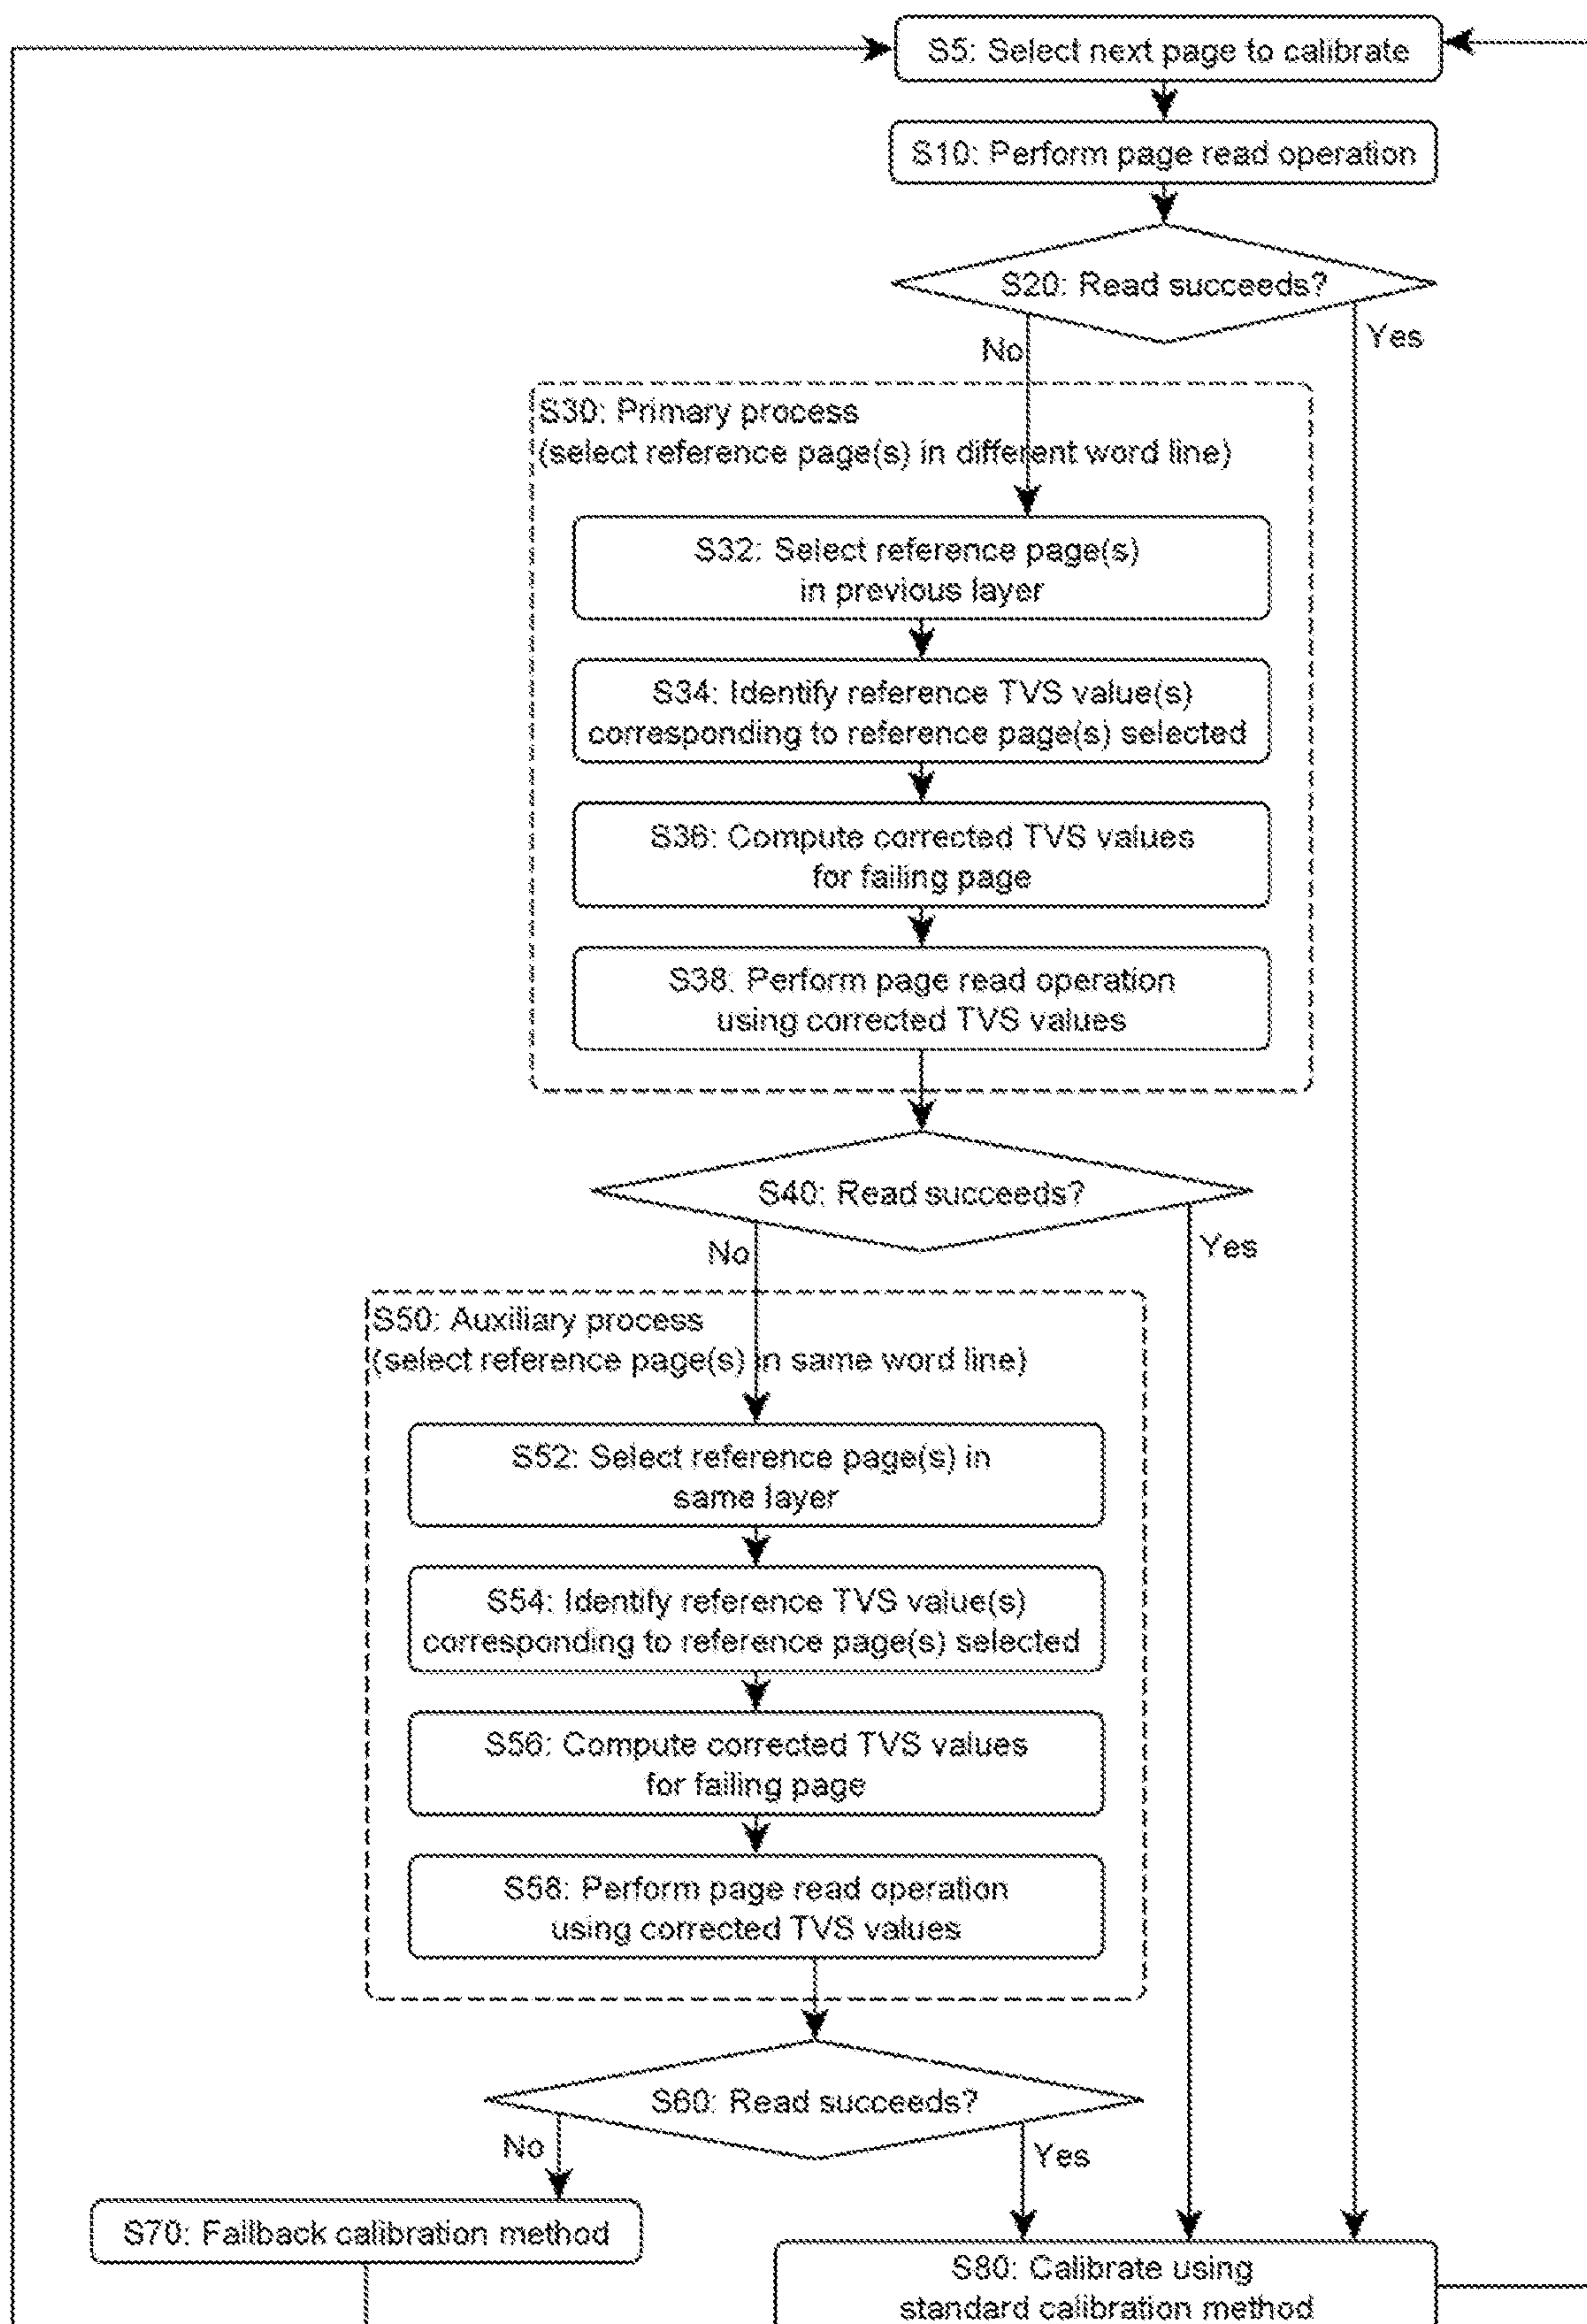 S5: Select next page to calibrate
S10: Perform page read operation
S20: Read succeeds?
No
Yes
S30: Primary process
(select reference page(s) in different word line)
S32: Select reference page(s)
in previous layer
S34: Identify reference TVS value(s)
corresponding to reference page(s) selected
S36: Compute corrected TVS values
for failing page
S38: Perform page read operation
using corrected TVS values
S40: Read succeeds?
No
Yes
S50: Auxiliary process
(select reference page(s) in same word line)
S52: Select reference page(s) in
same layer
S54: Identify reference TVS value(s)
corresponding to reference page(s) selected
S56: Compute corrected TVS values
for failing page
S58: Perform page read operation
using corrected TVS values
S60: Read succeeds?
No
Yes
S70: Fallback calibration method
S80: Calibrate using
standard calibration method